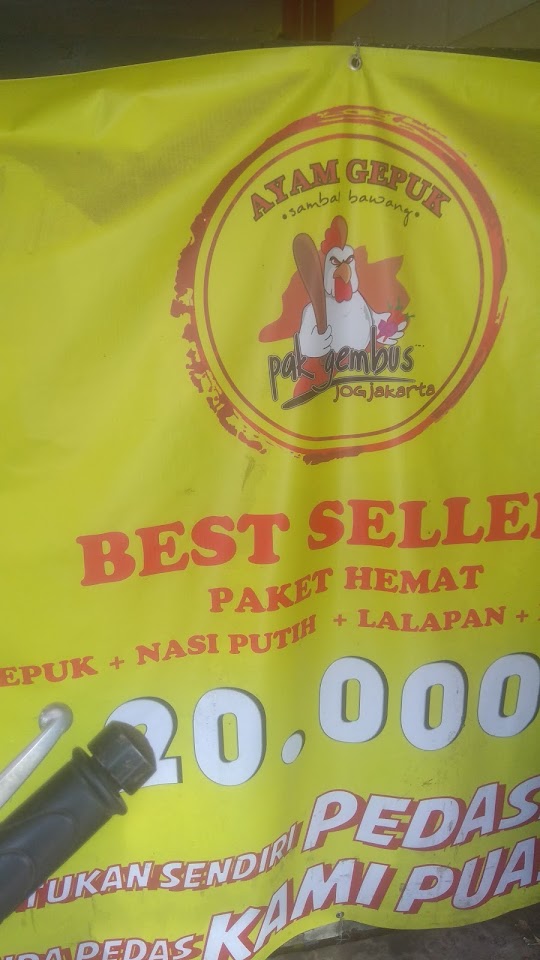 AYAM GEPUK
sambal bawang
pak gembus
jogjakarta
BEST SELLE
PAKET HEMAT
EPUK + NASI PUTIH + LALAPAN +
20.000
TUKAN SENDIRI PEDAS
DA PEDAS KAMI PUA